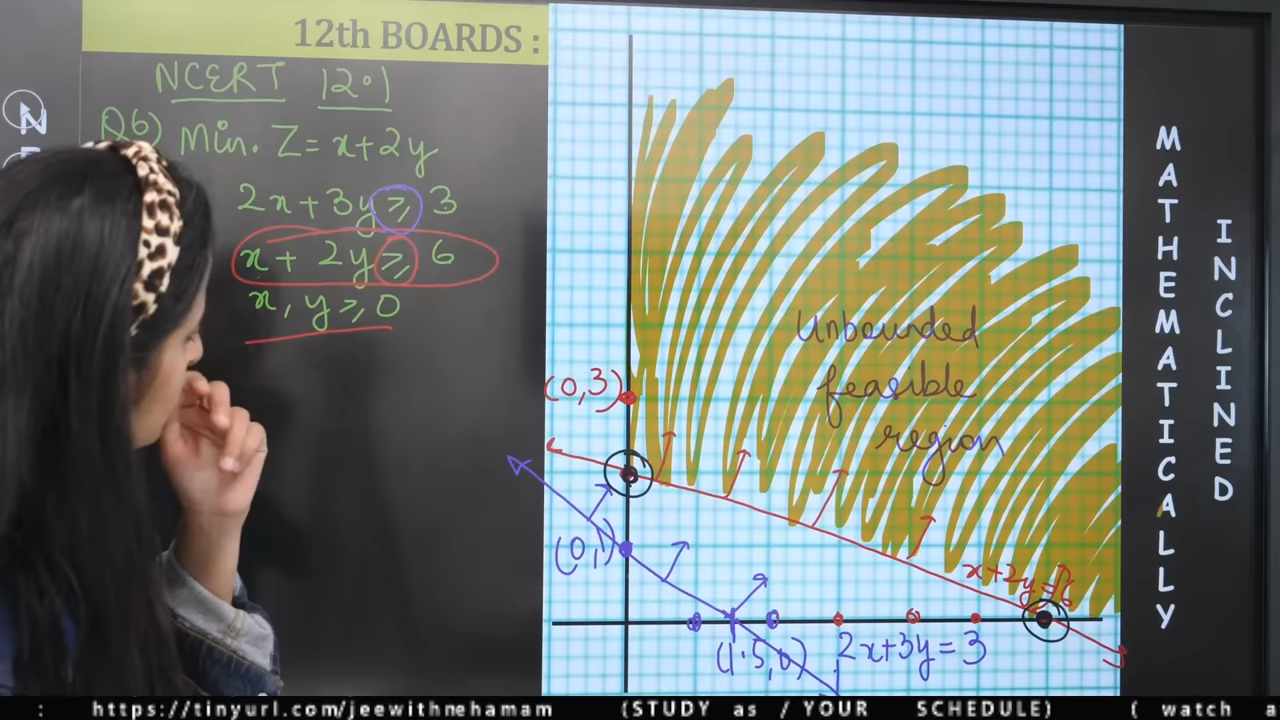 12th BOARDS :
NCERT 12.1
Q6) Min. Z = x+2y
2x+3y ≥ 3
x + 2y ≥ 6
x, y ≥ 0
Unbounded
feasible
region
(0,3)
(0,1)
x+2y=6
(1.5,0)
2x+3y=3
MATHEMATICALLY
INCLINED
: https://tinyurl.com/jeewithnehamam (STUDY as / YOUR SCHEDULE) ( watch a